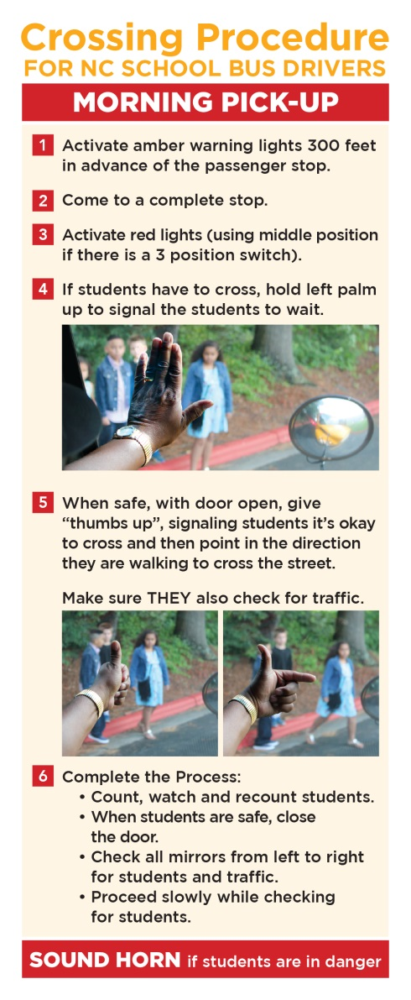 Crossing Procedure
FOR NC SCHOOL BUS DRIVERS
MORNING PICK-UP
1 Activate amber warning lights 300 feet
in advance of the passenger stop.
2 Come to a complete stop.
3 Activate red lights (using middle position
if there is a 3 position switch).
4 If students have to cross, hold left palm
up to signal the students to wait.
5 When safe, with door open, give
“thumbs up”, signaling students it’s okay
to cross and then point in the direction
they are walking to cross the street.
Make sure THEY also check for traffic.
6 Complete the Process:
• Count, watch and recount students.
• When students are safe, close
the door.
• Check all mirrors from left to right
for students and traffic.
• Proceed slowly while checking
for students.
SOUND HORN if students are in danger